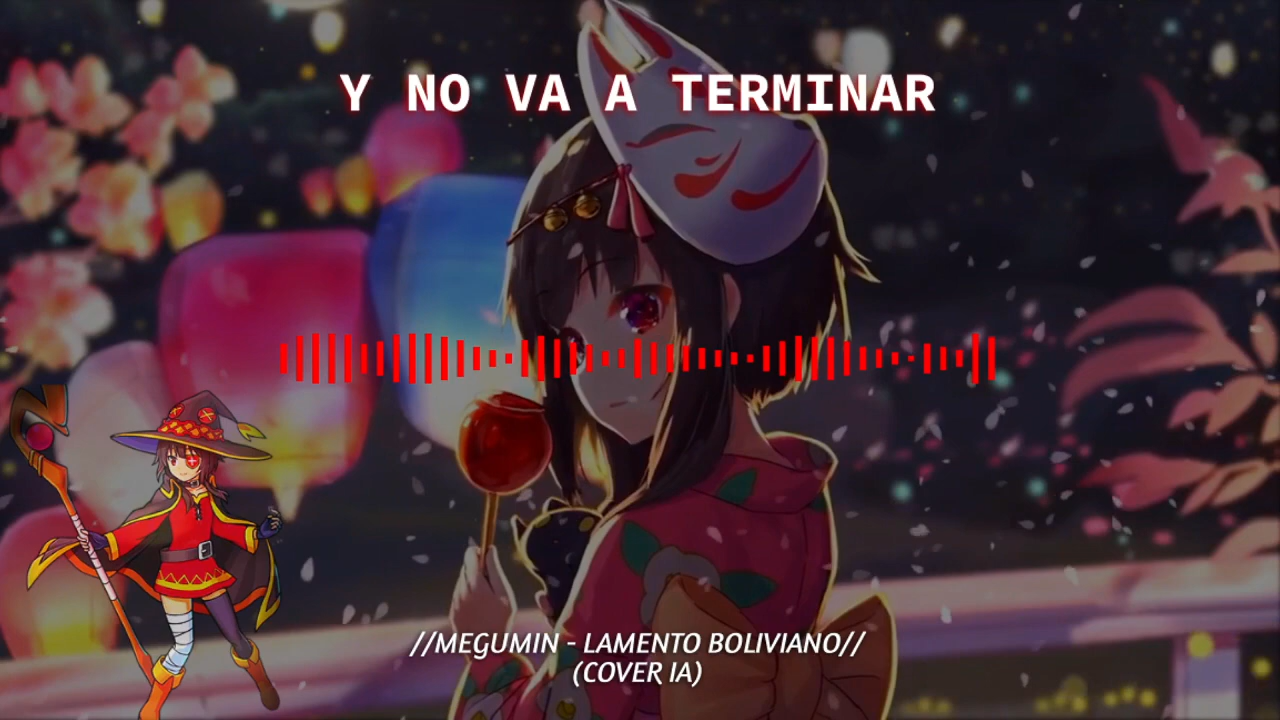 Y NO VA A TERMINAR
//MEGUMIN - LAMENTO BOLIVIANO//
(COVER IA)